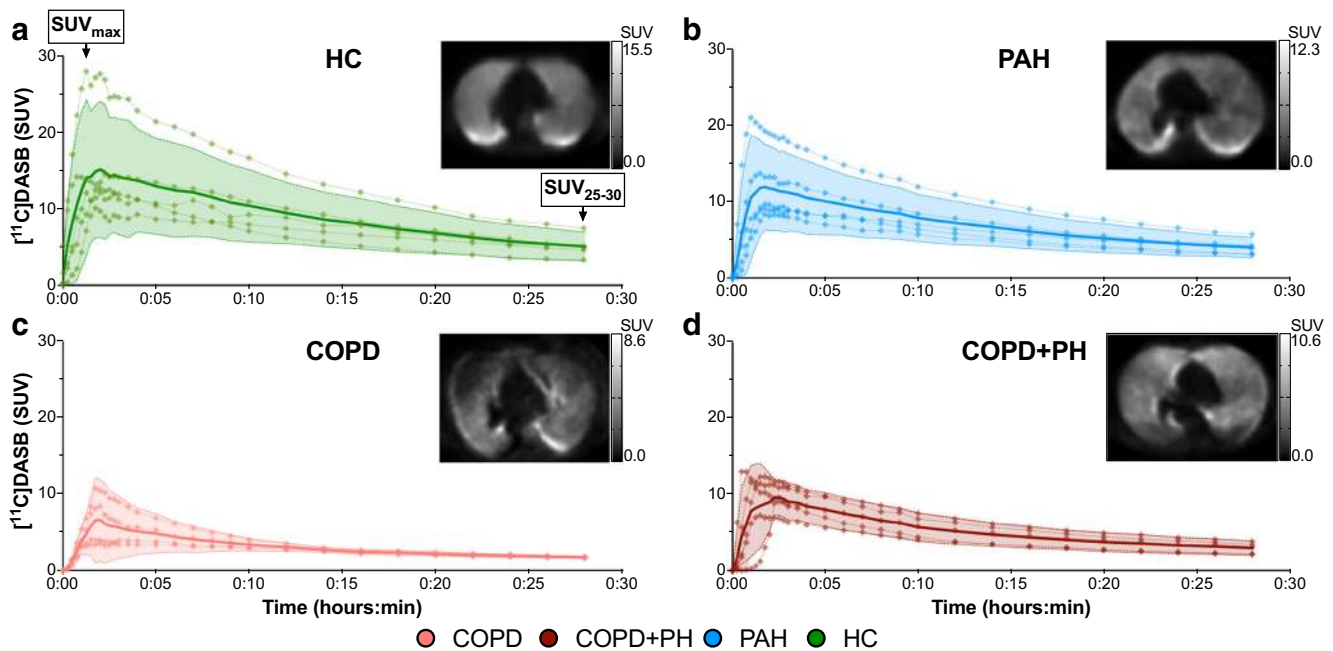 a
SUVmax
HC
SUV
15.5
0.0
[11C]DASB (SUV)
30
20
10
0
SUV25-30
0:00 0:05 0:10 0:15 0:20 0:25 0:30
b
PAH
SUV
12.3
0.0
30
20
10
0
0:00 0:05 0:10 0:15 0:20 0:25 0:30
c
COPD
SUV
8.6
0.0
[11C]DASB (SUV)
30
20
10
0
0:00 0:05 0:10 0:15 0:20 0:25 0:30
Time (hours:min)
d
COPD+PH
SUV
10.6
0.0
30
20
10
0
0:00 0:05 0:10 0:15 0:20 0:25 0:30
Time (hours:min)
COPD COPD+PH PAH HC